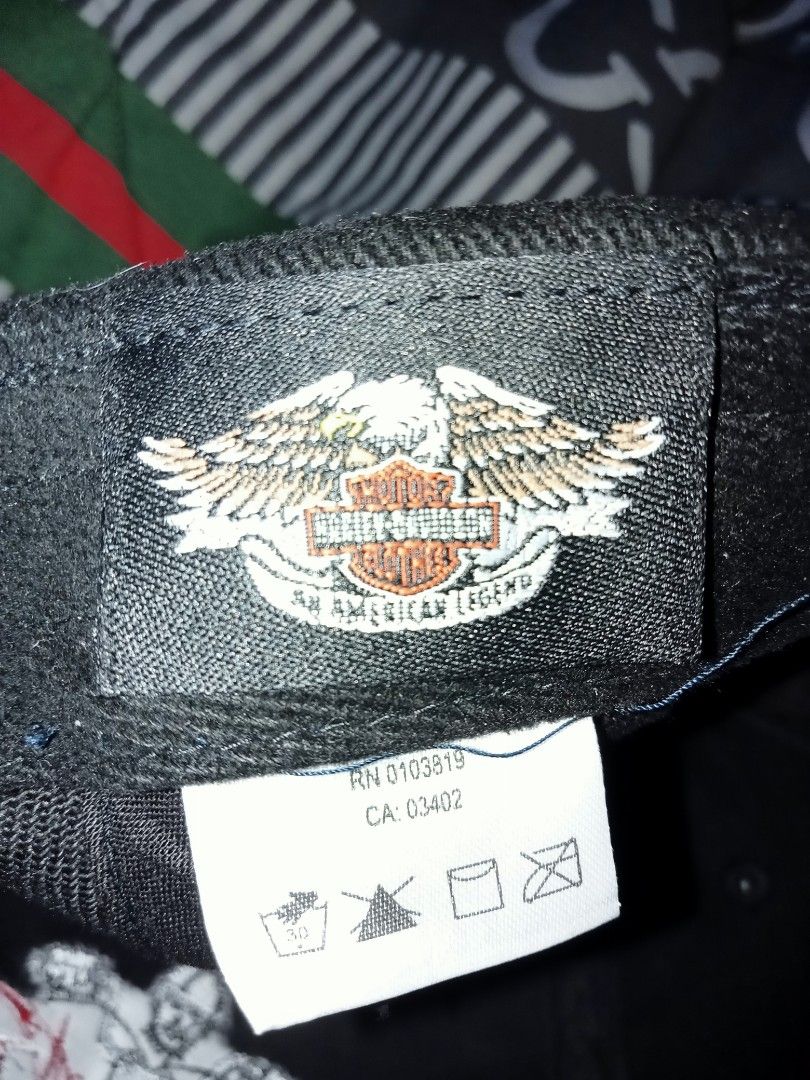 MOTOR
HARLEY-DAVIDSON
CYCLES
AN AMERICAN LEGEND
RN 0103819
CA: 03402
30